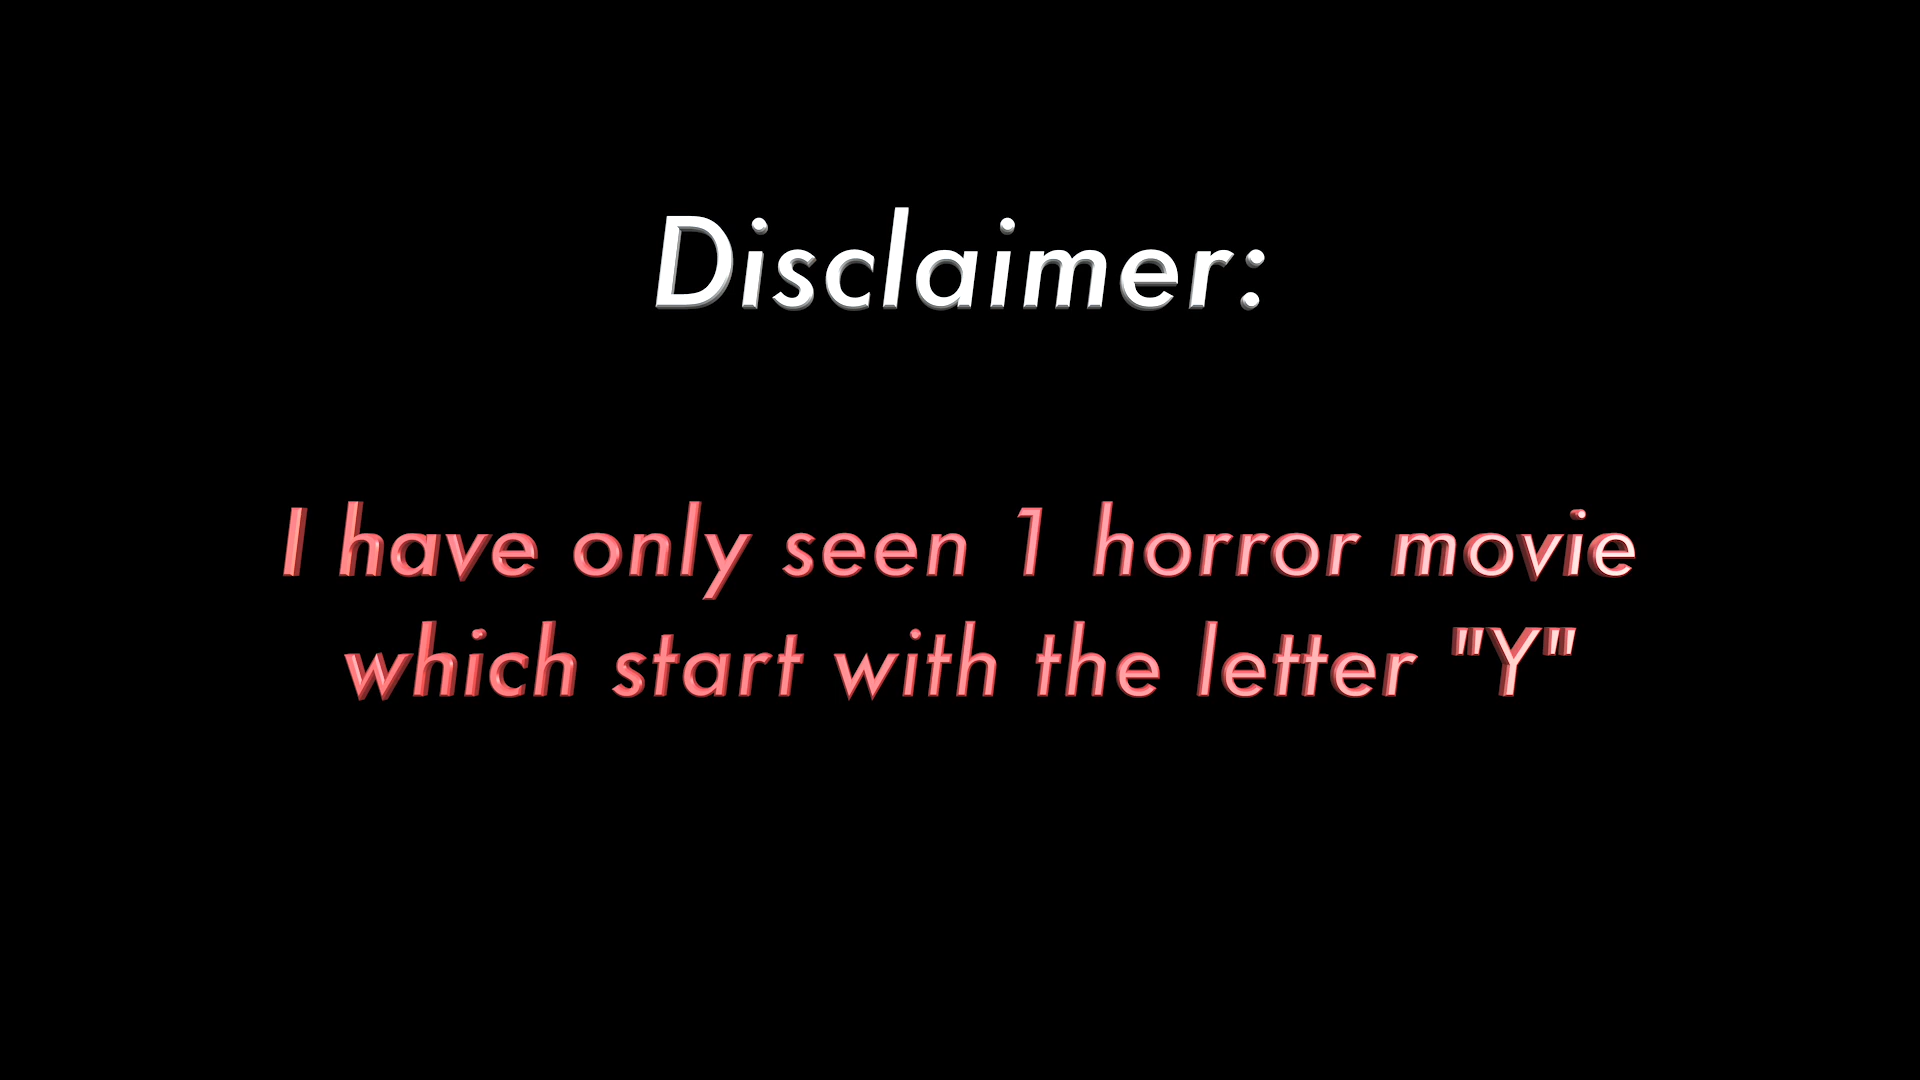 Disclaimer:
I have only seen 1 horror movie
which start with the letter "Y"